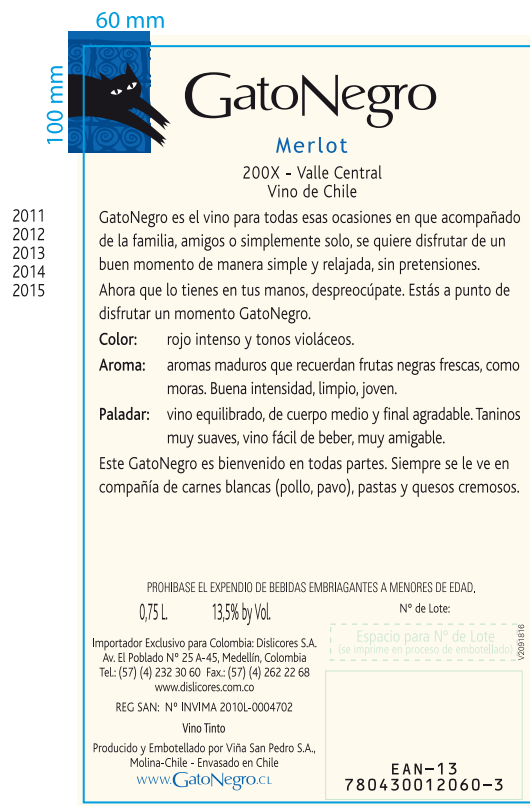 60 mm
100 mm
GatoNegro
Merlot
200X - Valle Central
Vino de Chile
2011
2012
2013
2014
2015
GatoNegro es el vino para todas esas ocasiones en que acompañado
de la familia, amigos o simplemente solo, se quiere disfrutar de un
buen momento de manera simple y relajada, sin pretensiones.
Ahora que lo tienes en tus manos, despreocúpate. Estás a punto de
disfrutar un momento GatoNegro.
Color: rojo intenso y tonos violáceos.
Aroma: aromas maduros que recuerdan frutas negras frescas, como
moras. Buena intensidad, limpio, joven.
Paladar: vino equilibrado, de cuerpo medio y final agradable. Taninos
muy suaves, vino fácil de beber, muy amigable.
Este GatoNegro es bienvenido en todas partes. Siempre se le ve en
compañía de carnes blancas (pollo, pavo), pastas y quesos cremosos.
PROHIBASE EL EXPENDIO DE BEBIDAS EMBRIAGANTES A MENORES DE EDAD.
0,75 L. 13,5% by Vol.
Nº de Lote:
Espacio para Nº de Lote
(se imprime en proceso de embotellado)
V2091816
Importador Exclusivo para Colombia: Dislicores S.A.
Av. El Poblado Nº 25 A-45, Medellín, Colombia
Tel.: (57) (4) 232 30 60 Fax.: (57) (4) 262 22 68
www.dislicores.com.co
REG SAN: Nº INVIMA 2010L-0004702
Vino Tinto
Producido y Embotellado por Viña San Pedro S.A.,
Molina-Chile - Envasado en Chile
www.GatoNegro.cl
EAN-13
780430012060-3